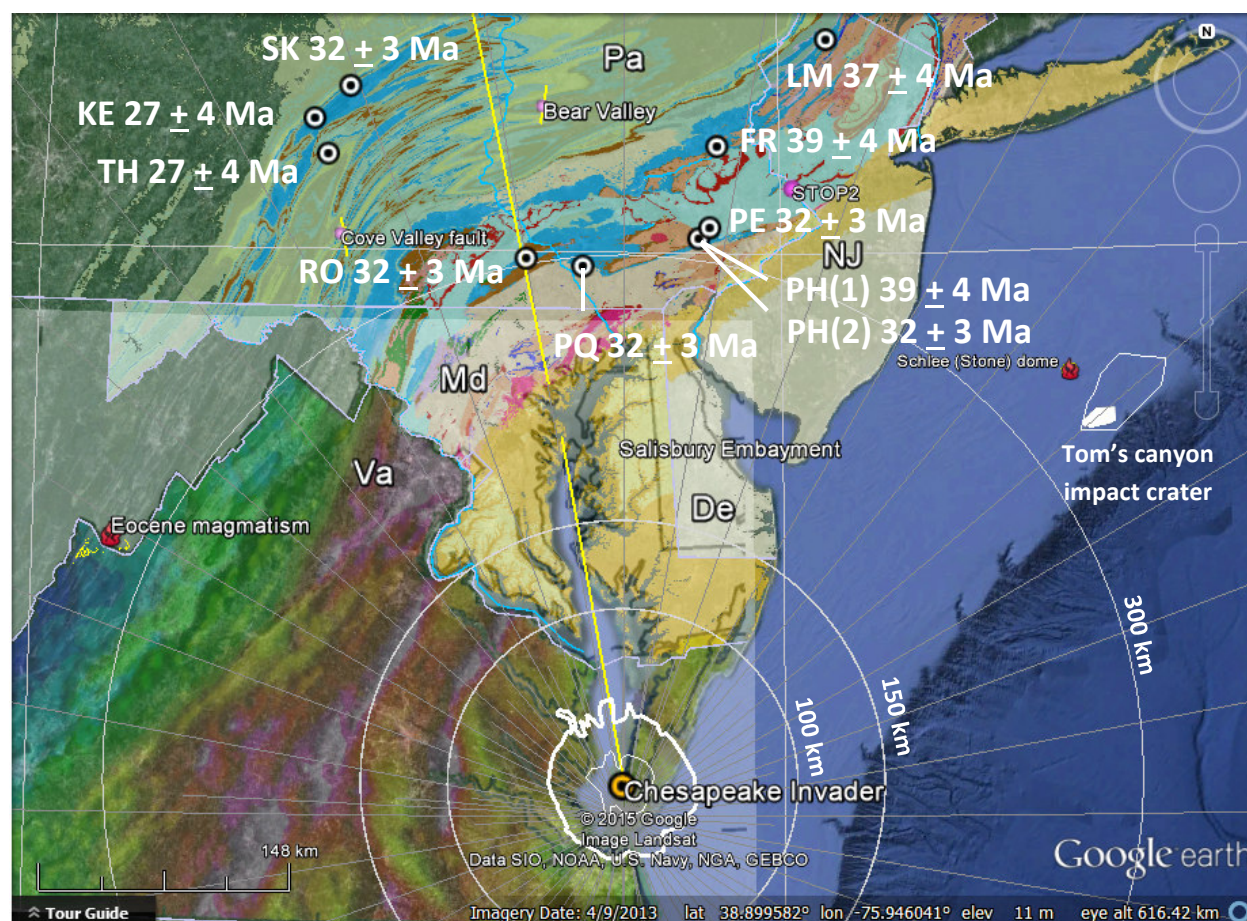 SK 32 ± 3 Ma
Pa
N
LM 37 ± 4 Ma
KE 27 ± 4 Ma
Bear Valley
FR 39 ± 4 Ma
TH 27 ± 4 Ma
STOP2
PE 32 ± 3 Ma
Cove Valley fault
NJ
RO 32 ± 3 Ma
PH(1) 39 ± 4 Ma
PH(2) 32 ± 3 Ma
PQ 32 ± 3 Ma
Schlee (Stone) dome
Md
Salisbury Embayment
Tom's canyon
impact crater
Va
De
Eocene magmatism
300 km
150 km
100 km
Chesapeake Invader
© 2015 Google
Image Landsat
Data SIO, NOAA, U.S. Navy, NGA, GEBCO
148 km
Google earth
Tour Guide
Imagery Date: 4/9/2013 lat 38.899582° lon -75.946041° elev 11 m eye alt 616.42 km